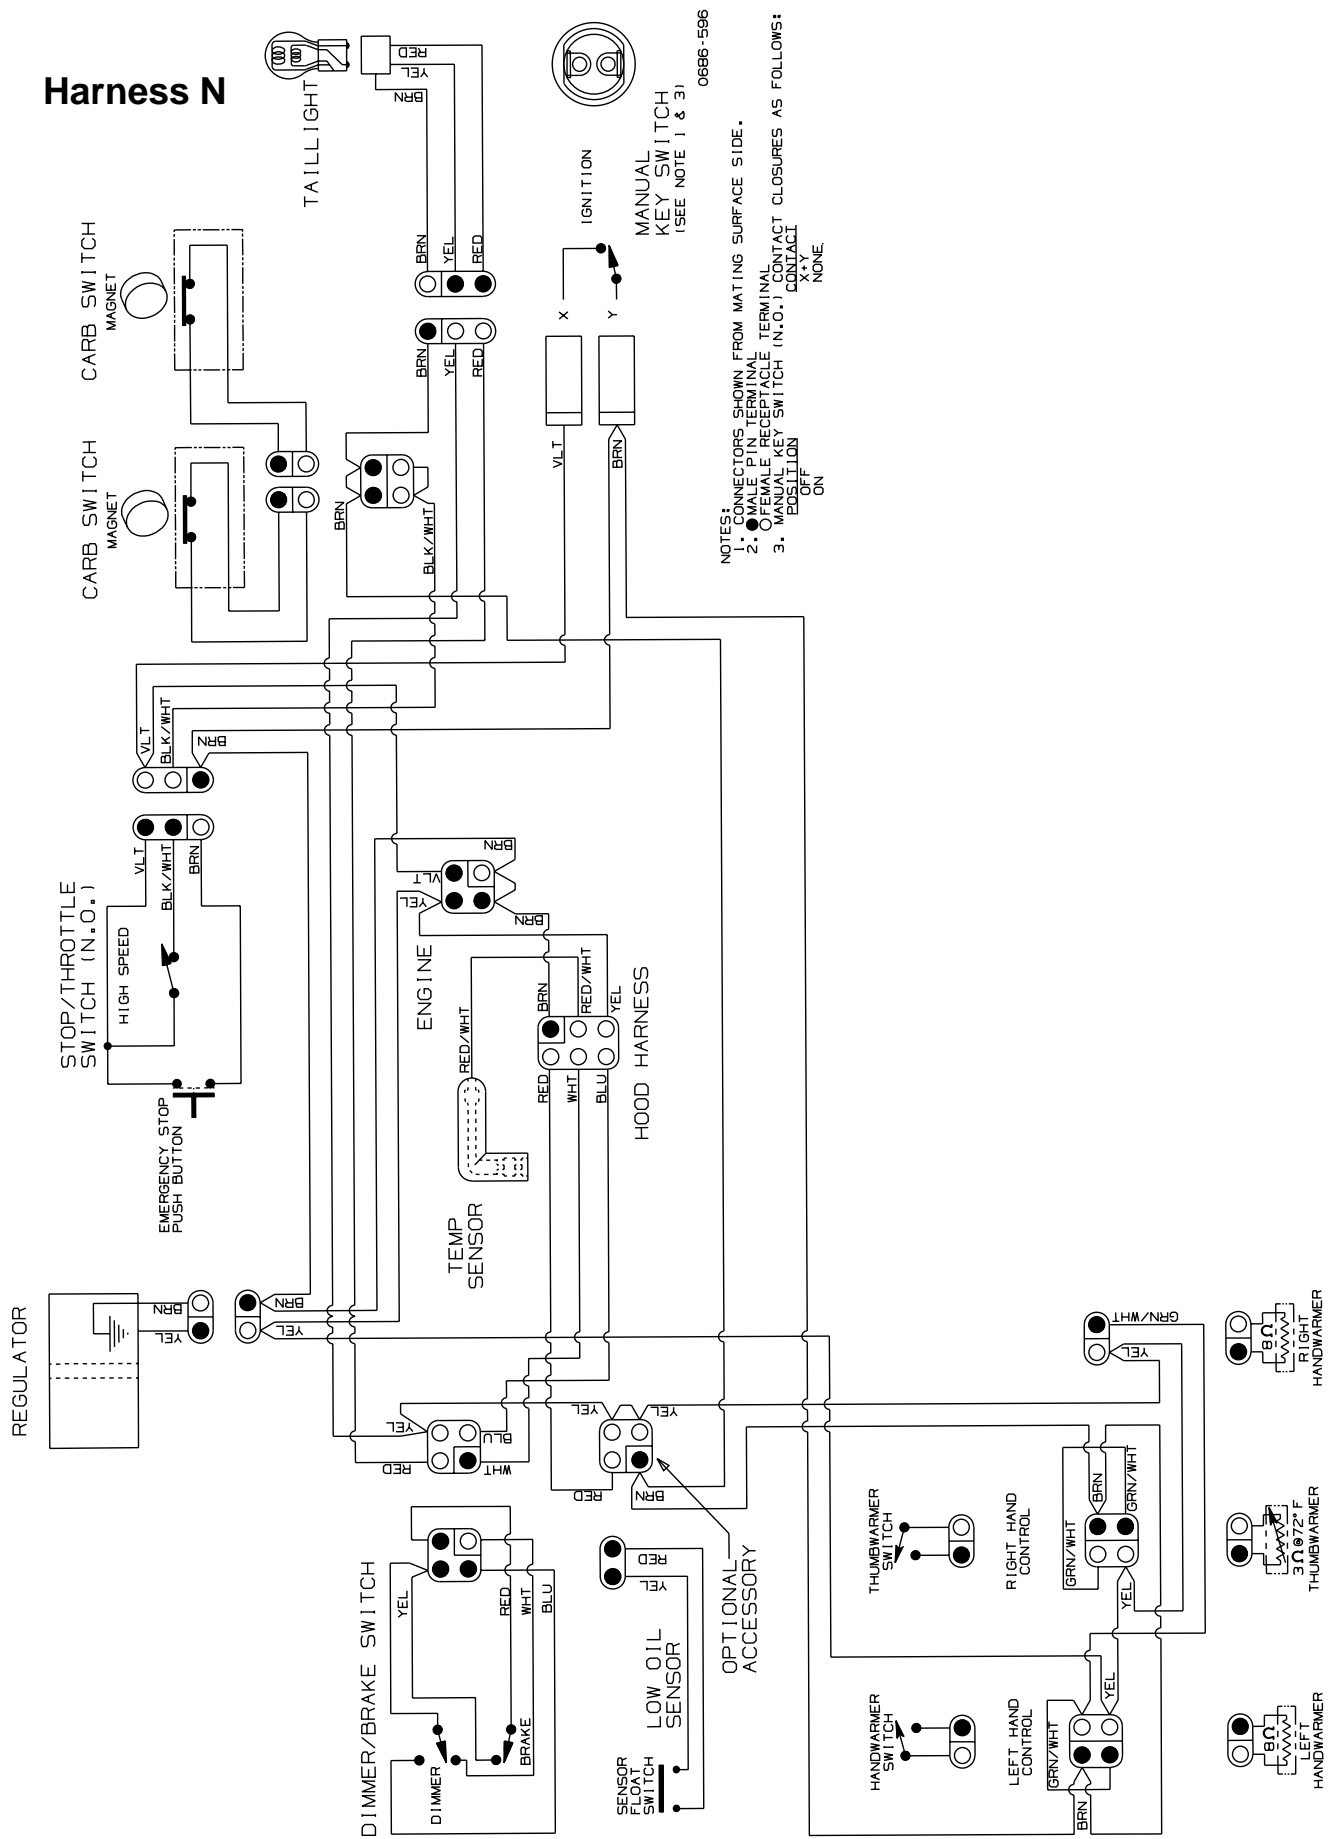 Harness N
TAILLIGHT
RED
YEL
BRN
BRN
YEL
RED
BRN
YEL
RED
0686-596
MANUAL
KEY SWITCH
(SEE NOTE 1 & 3)
IGNITION
X
Y
VLT
BRN
NOTES:
1. CONNECTORS SHOWN FROM MATING SURFACE SIDE.
2. MALE PIN TERMINAL
FEMALE RECEPTACLE TERMINAL
3. MANUAL KEY SWITCH (N.O.) CONTACT CLOSURES AS FOLLOWS:
POSITION CONTACT
OFF X+Y
ON NONE
CARB SWITCH
MAGNET
CARB SWITCH
MAGNET
BRN
BLK/WHT
VLT
BLK/WHT
BRN
VLT
BLK/WHT
BRN
STOP/THROTTLE
SWITCH (N.O.)
HIGH SPEED
EMERGENCY STOP
PUSH BUTTON
VLT
YEL
BRN
BRN
ENGINE
RED/WHT
BRN
RED/WHT
YEL
RED
WHT
BLU
HOOD HARNESS
TEMP
SENSOR
REGULATOR
BRN
YEL
BRN
YEL
YEL
RED
BLU
WHT
YEL
YEL
RED
BRN
OPTIONAL
ACCESSORY
DIMMER/BRAKE SWITCH
YEL
RED
WHT
BLU
DIMMER
BRAKE
RED
YEL
LOW OIL
SENSOR
SENSOR
FLOAT
SWITCH
THUMBWARMER
SWITCH
HANDWARMER
SWITCH
RIGHT HAND
CONTROL
GRN/WHT
BRN
GRN/WHT
YEL
LEFT HAND
CONTROL
GRN/WHT
YEL
BRN
GRN/WHT
YEL
8Ω
RIGHT
HANDWARMER
3Ω@72°F
THUMBWARMER
8Ω
LEFT
HANDWARMER